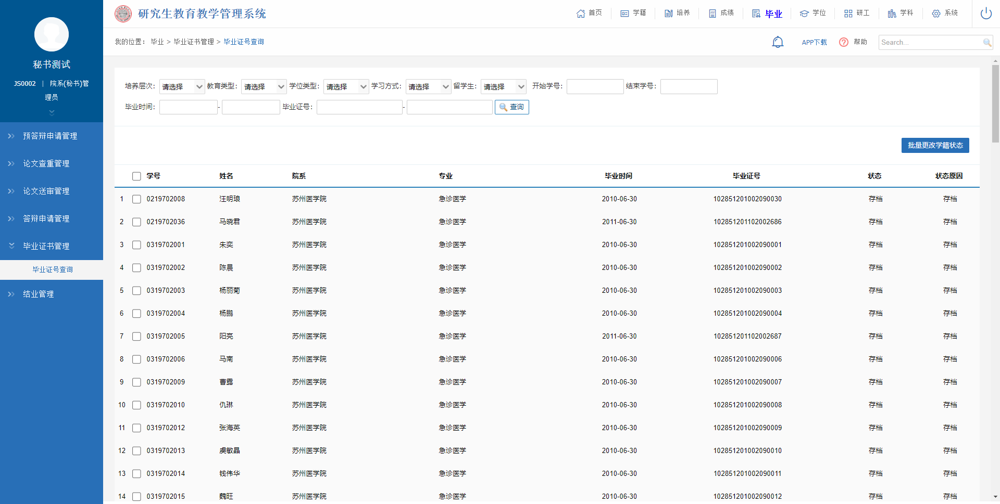 研究生教育教学管理系统 首页 学籍 培养 成绩 毕业 学位 研工 学科 系统
秘书测试
JS0002 | 院系(秘书)管
理员
我的位置： 毕业 > 毕业证书管理 > 毕业证号查询 APP下载 帮助 Search...
预答辩申请管理
论文查重管理
论文送审管理
答辩申请管理
毕业证书管理
毕业证号查询
结业管理
培养层次: 请选择 教育类型: 请选择 学位类型: 请选择 学习方式: 请选择 留学生: 请选择 开始学号: 结束学号:
毕业时间: - 毕业证号: - 查询
批量更改学籍状态
学号 姓名 院系 专业 毕业时间 毕业证号 状态 状态原因
1 0219702008 汪明琅 苏州医学院 急诊医学 2010-06-30 102851201002090030 存档 存档
2 0219702036 马晓君 苏州医学院 急诊医学 2011-06-30 102851201102002686 存档 存档
3 0319702001 朱奕 苏州医学院 急诊医学 2010-06-30 102851201002090001 存档 存档
4 0319702002 陈晨 苏州医学院 急诊医学 2010-06-30 102851201002090002 存档 存档
5 0319702003 杨丽菊 苏州医学院 急诊医学 2010-06-30 102851201002090003 存档 存档
6 0319702004 杨鹏 苏州医学院 急诊医学 2010-06-30 102851201002090004 存档 存档
7 0319702005 阳亮 苏州医学院 急诊医学 2011-06-30 102851201102002687 存档 存档
8 0319702006 马南 苏州医学院 急诊医学 2010-06-30 102851201002090006 存档 存档
9 0319702009 曹露 苏州医学院 急诊医学 2010-06-30 102851201002090007 存档 存档
10 0319702010 仇琳 苏州医学院 急诊医学 2010-06-30 102851201002090008 存档 存档
11 0319702012 张海英 苏州医学院 急诊医学 2010-06-30 102851201002090009 存档 存档
12 0319702013 虞敏晶 苏州医学院 急诊医学 2010-06-30 102851201002090010 存档 存档
13 0319702014 钱伟华 苏州医学院 急诊医学 2010-06-30 102851201002090011 存档 存档
14 0319702015 魏旺 苏州医学院 急诊医学 2010-06-30 102851201002090012 存档 存档